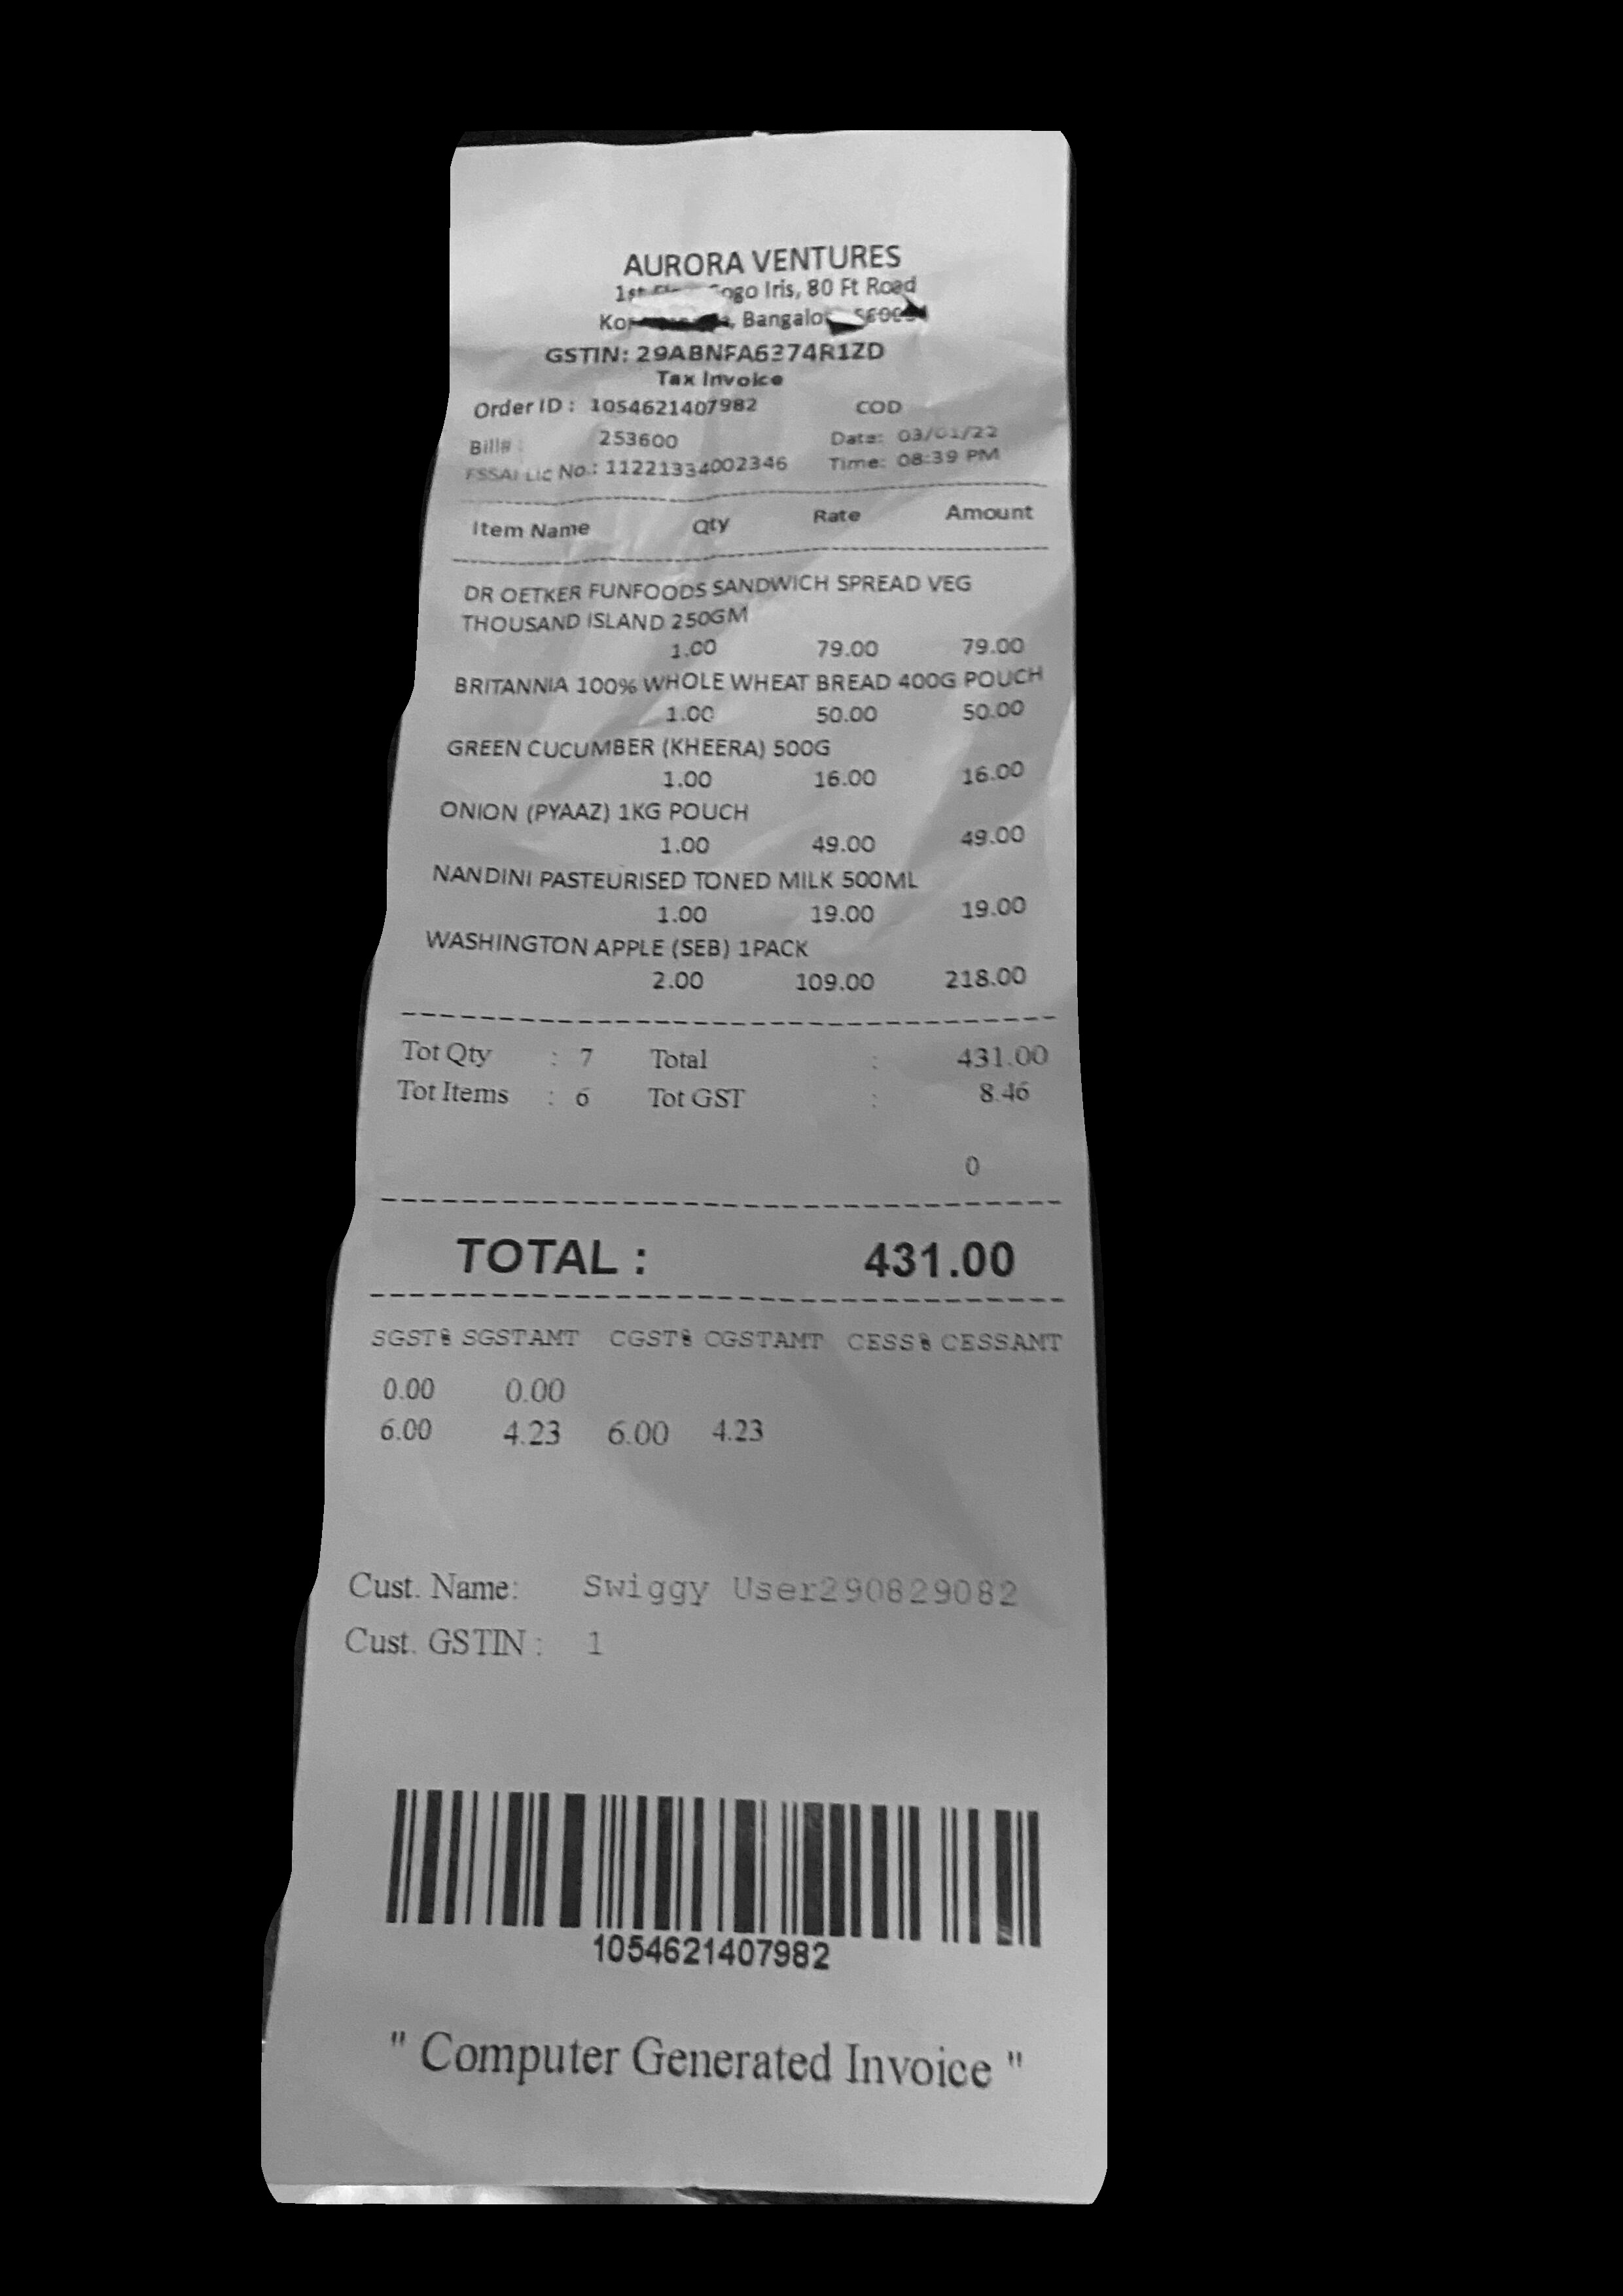 AURORA VENTURES
1st Iris, 80 Ft Road
Bangalo
GSTIN: 29ABNFA6374R1ZD
Tax Invoice
Order ID : 1054621407982 COD
Bill# : 253600 Date: 03/01/22
FSSAI Lic No.: 11221334002346 Time: 08:39 PM
Item Name Qty Rate Amount
DR OETKER FUNFOODS SANDWICH SPREAD VEG
THOUSAND ISLAND 250GM
1.00 79.00 79.00
BRITANNIA 100% WHOLE WHEAT BREAD 400G POUCH
1.00 50.00 50.00
GREEN CUCUMBER (KHEERA) 500G
1.00 16.00 16.00
ONION (PYAAZ) 1KG POUCH
1.00 49.00 49.00
NANDINI PASTEURISED TONED MILK 500ML
1.00 19.00 19.00
WASHINGTON APPLE (SEB) 1PACK
2.00 109.00 218.00
Tot Qty : 7 Total : 431.00
Tot Items : 6 Tot GST : 8.46
0
TOTAL : 431.00
SGST% SGSTAMT CGST% CGSTAMT CESS% CESSAMT
0.00 0.00
6.00 4.23 6.00 4.23
Cust. Name: Swiggy User290829082
Cust. GSTIN : 1
1054621407982
" Computer Generated Invoice "